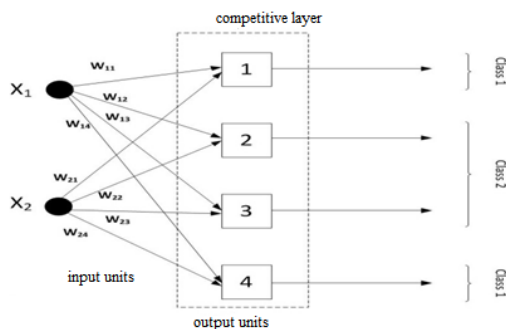 competitive layer
W₁₁
1
Class 1
X₁
W₁₂
W₁₃
W₁₄
2
Class 2
W₂₁
X₂
W₂₂
W₂₃
3
W₂₄
input units
4
Class 1
output units